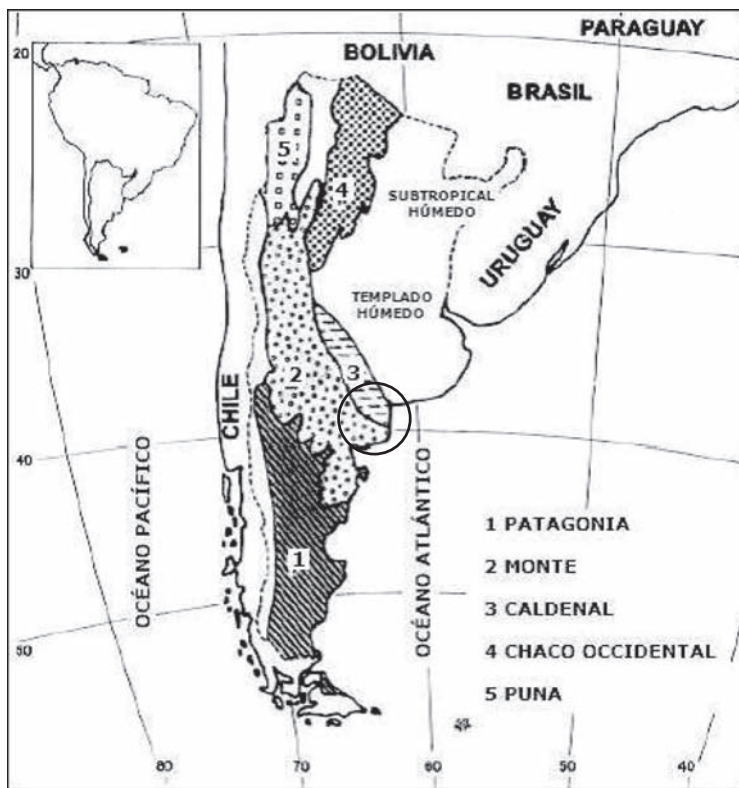 PARAGUAY
20
BOLIVIA
BRASIL
5
4
SUBTROPICAL
HÚMEDO
URUGUAY
30
TEMPLADO
HÚMEDO
3
2
CHILE
40
OCÉANO PACÍFICO
OCÉANO ATLÁNTICO
1
1 PATAGONIA
2 MONTE
3 CALDENAL
4 CHACO OCCIDENTAL
5 PUNA
50
80
70
60
50
40